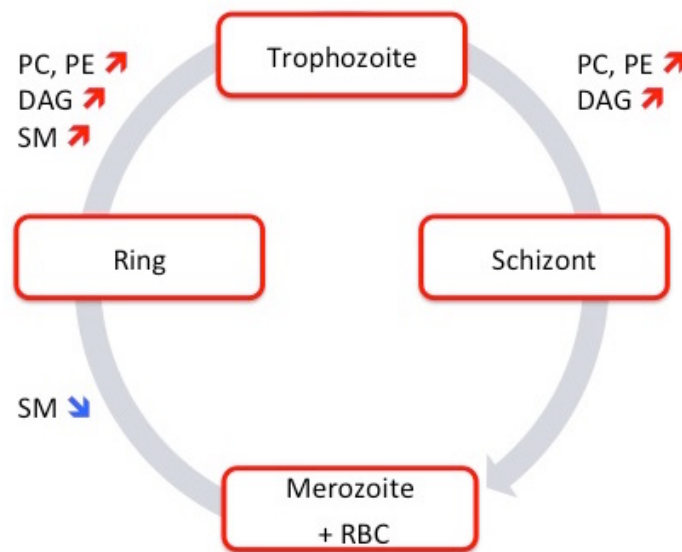 Trophozoite
PC, PE ↗
DAG ↗
SM ↗
PC, PE ↗
DAG ↗
Ring
Schizont
SM ↘
Merozoite
+ RBC